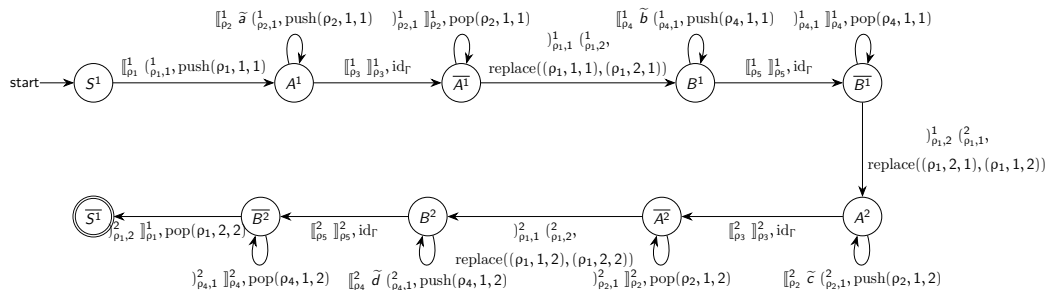 ⟦¹ρ₂ ã (¹ρ₂,₁, push(ρ₂, 1, 1)
)¹ρ₂,₁ ⟧¹ρ₂, pop(ρ₂, 1, 1)
)¹ρ₁,₁ (¹ρ₁,₂,
replace((ρ₁, 1, 1), (ρ₁, 2, 1))
⟦¹ρ₄ b̃ (¹ρ₄,₁, push(ρ₄, 1, 1)
)¹ρ₄,₁ ⟧¹ρ₄, pop(ρ₄, 1, 1)
start S¹ ⟦¹ρ₁ (¹ρ₁,₁, push(ρ₁, 1, 1) A¹ ⟦¹ρ₃ ⟧¹ρ₃, id_Γ A̅¹̅ B¹ ⟦¹ρ₅ ⟧¹ρ₅, id_Γ B̅¹̅
)¹ρ₁,₂ (²ρ₁,₁,
replace((ρ₁, 2, 1), (ρ₁, 1, 2))
S̅¹̅ )²ρ₁,₂ ⟧¹ρ₁, pop(ρ₁, 2, 2) B̅²̅ ⟦²ρ₅ ⟧²ρ₅, id_Γ B² A̅²̅ ⟦²ρ₃ ⟧²ρ₃, id_Γ A²
)²ρ₁,₁ (²ρ₁,₂,
replace((ρ₁, 1, 2), (ρ₁, 2, 2))
)²ρ₄,₁ ⟧²ρ₄, pop(ρ₄, 1, 2)
⟦²ρ₄ d̃ (²ρ₄,₁, push(ρ₄, 1, 2)
)²ρ₂,₁ ⟧²ρ₂, pop(ρ₂, 1, 2)
⟦²ρ₂ c̃ (²ρ₂,₁, push(ρ₂, 1, 2)